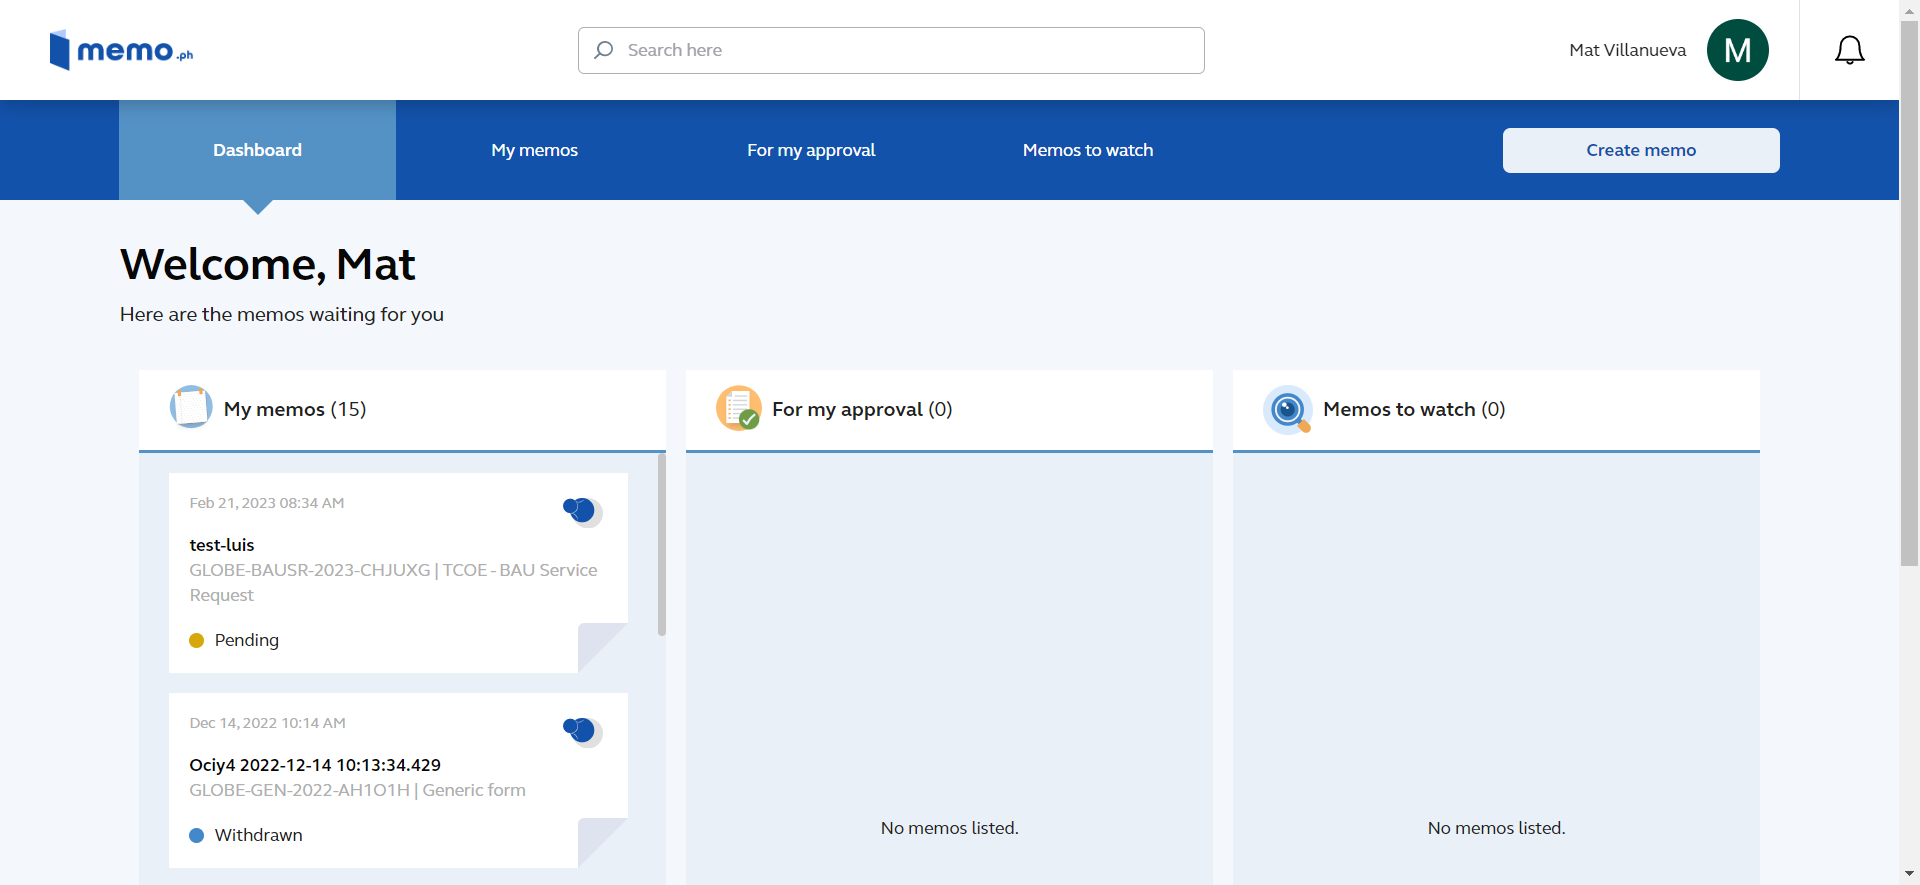 memo.ph
Search here
Mat Villanueva
M
Dashboard
My memos
For my approval
Memos to watch
Create memo
Welcome, Mat
Here are the memos waiting for you
My memos (15)
Feb 21, 2023 08:34 AM
test-luis
GLOBE-BAUSR-2023-CHJUXG | TCOE - BAU Service
Request
Pending
Dec 14, 2022 10:14 AM
Ociy4 2022-12-14 10:13:34.429
GLOBE-GEN-2022-AH1O1H | Generic form
Withdrawn
For my approval (0)
No memos listed.
Memos to watch (0)
No memos listed.